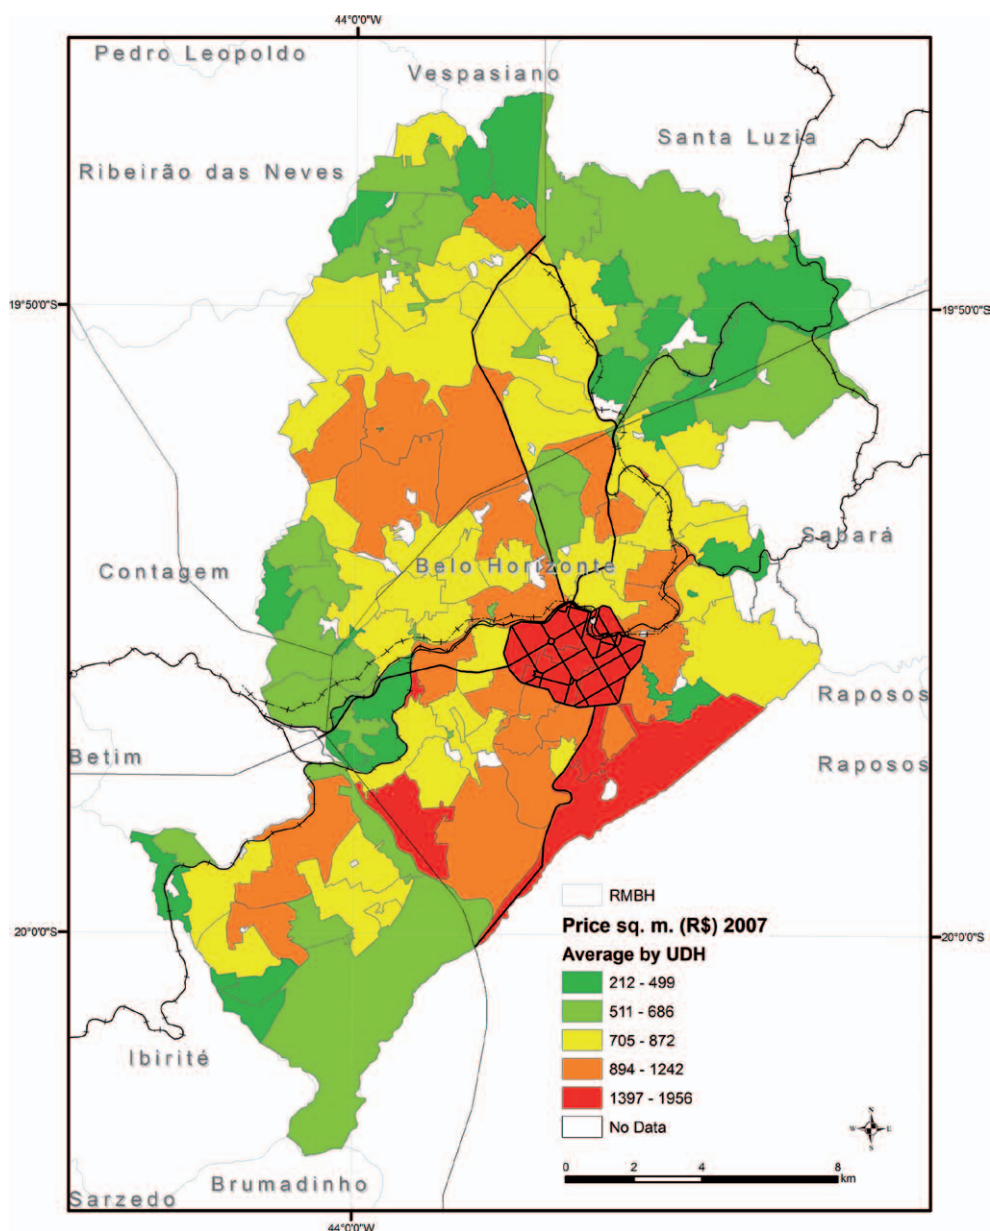 44°0'0"W
Pedro Leopoldo
Vespasiano
Santa Luzia
Ribeirão das Neves
19°50'0"S
19°50'0"S
Sabará
Contagem
Belo Horizonte
Raposos
Betim
Raposos
RMBH
Price sq. m. (R$) 2007
20°0'0"S
20°0'0"S
Average by UDH
212 - 499
511 - 686
705 - 872
Ibirité
894 - 1242
1397 - 1956
No Data
N
W E
S
0 2 4 8
km
Brumadinho
Sarzedo
44°0'0"W